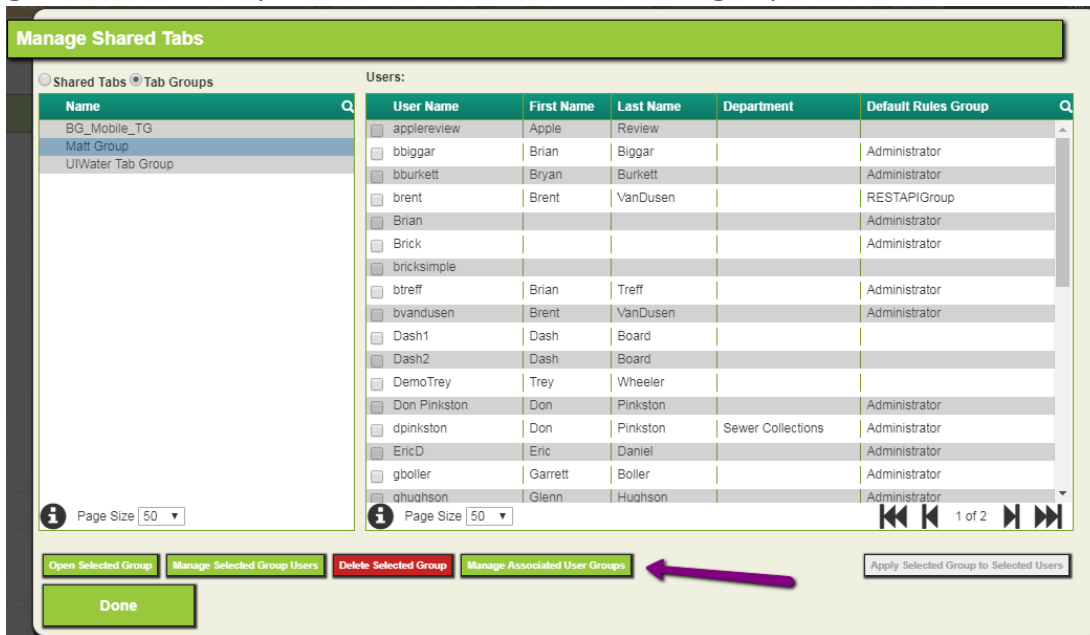 Manage Shared Tabs
Shared Tabs Tab Groups
Users:
Name
BG_Mobile_TG
Matt Group
UIWater Tab Group
User Name First Name Last Name Department Default Rules Group
applereview Apple Review
bbiggar Brian Biggar Administrator
bburkett Bryan Burkett Administrator
brent Brent VanDusen RESTAPIGroup
Brian Administrator
Brick Administrator
bricksimple
btreff Brian Treff Administrator
bvandusen Brent VanDusen Administrator
Dash1 Dash Board
Dash2 Dash Board
DemoTrey Trey Wheeler
Don Pinkston Don Pinkston Administrator
dpinkston Don Pinkston Sewer Collections Administrator
EricD Eric Daniel Administrator
gboller Garrett Boller Administrator
ghughson Glenn Hughson Administrator
Page Size 50
Page Size 50 1 of 2
Open Selected Group Manage Selected Group Users Delete Selected Group Manage Associated User Groups Apply Selected Group to Selected Users
Done